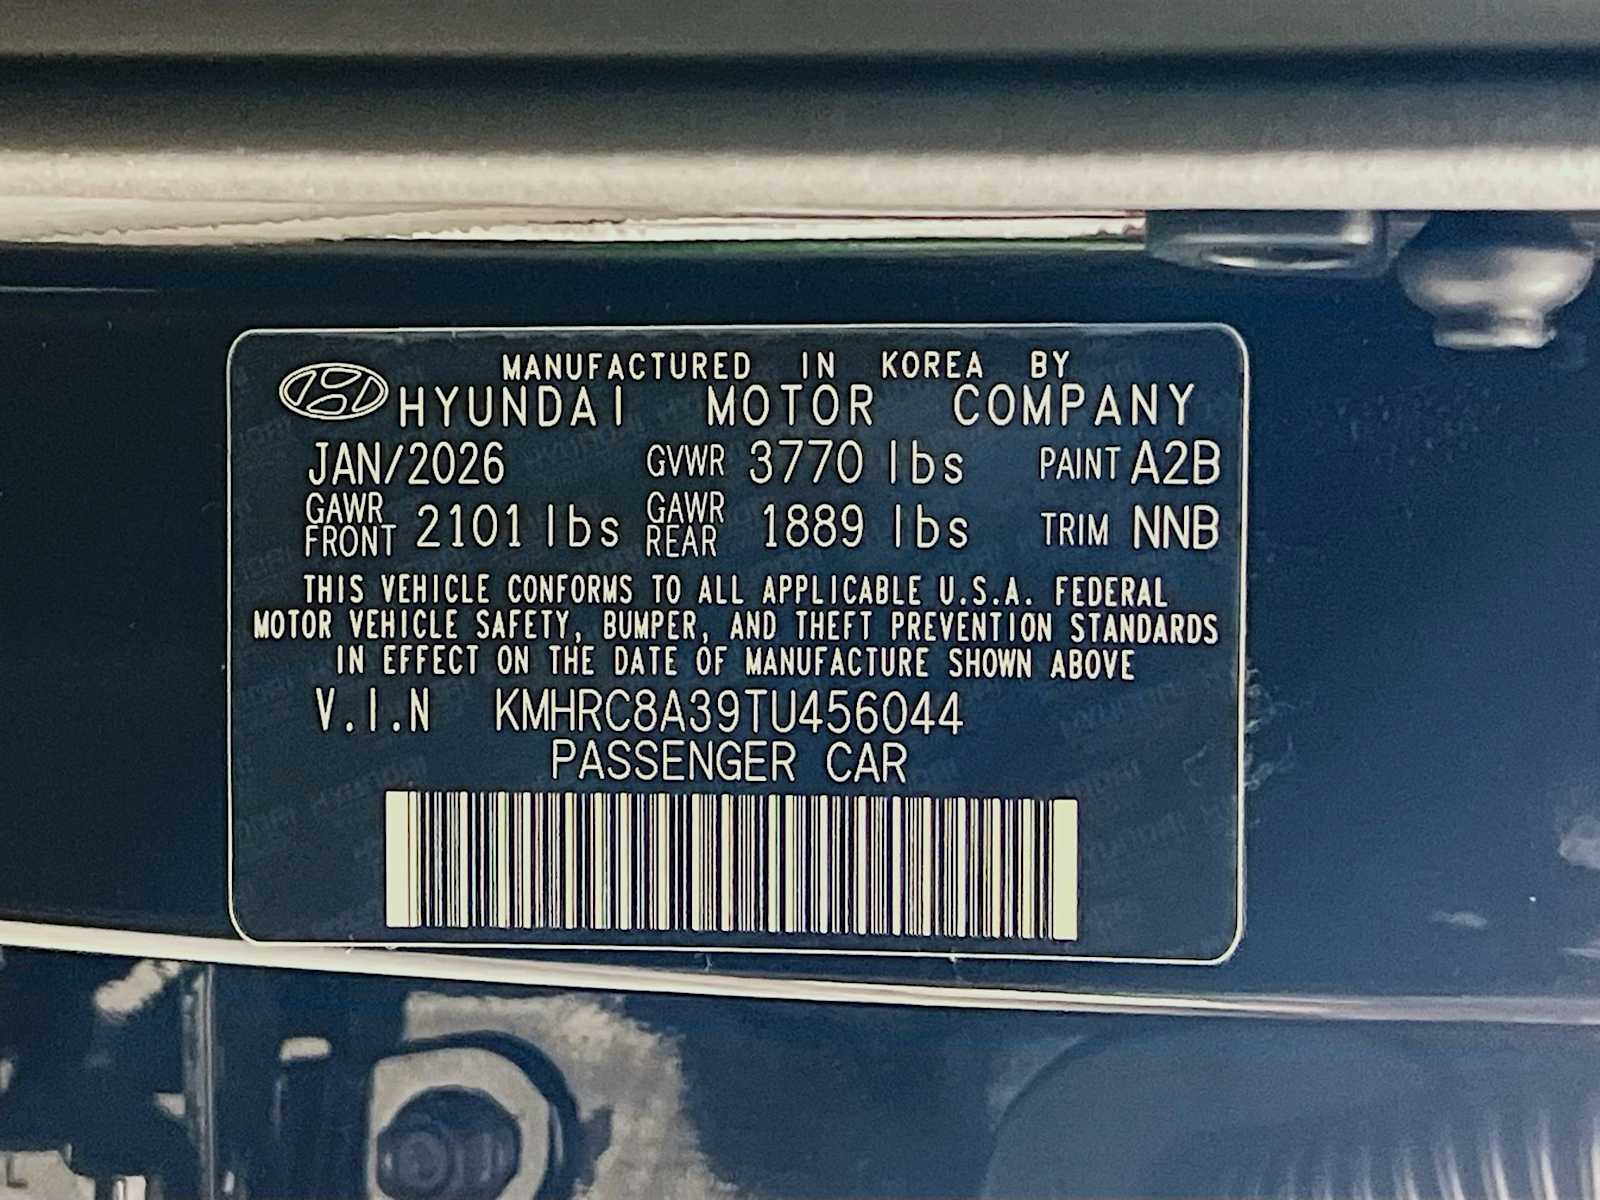 MANUFACTURED IN KOREA BY
HYUNDAI MOTOR COMPANY
JAN/2026 GVWR 3770 lbs PAINT A2B
GAWR FRONT 2101 lbs GAWR REAR 1889 lbs TRIM NNB
THIS VEHICLE CONFORMS TO ALL APPLICABLE U.S.A. FEDERAL
MOTOR VEHICLE SAFETY, BUMPER, AND THEFT PREVENTION STANDARDS
IN EFFECT ON THE DATE OF MANUFACTURE SHOWN ABOVE
V.I.N KMHRC8A39TU456044
PASSENGER CAR